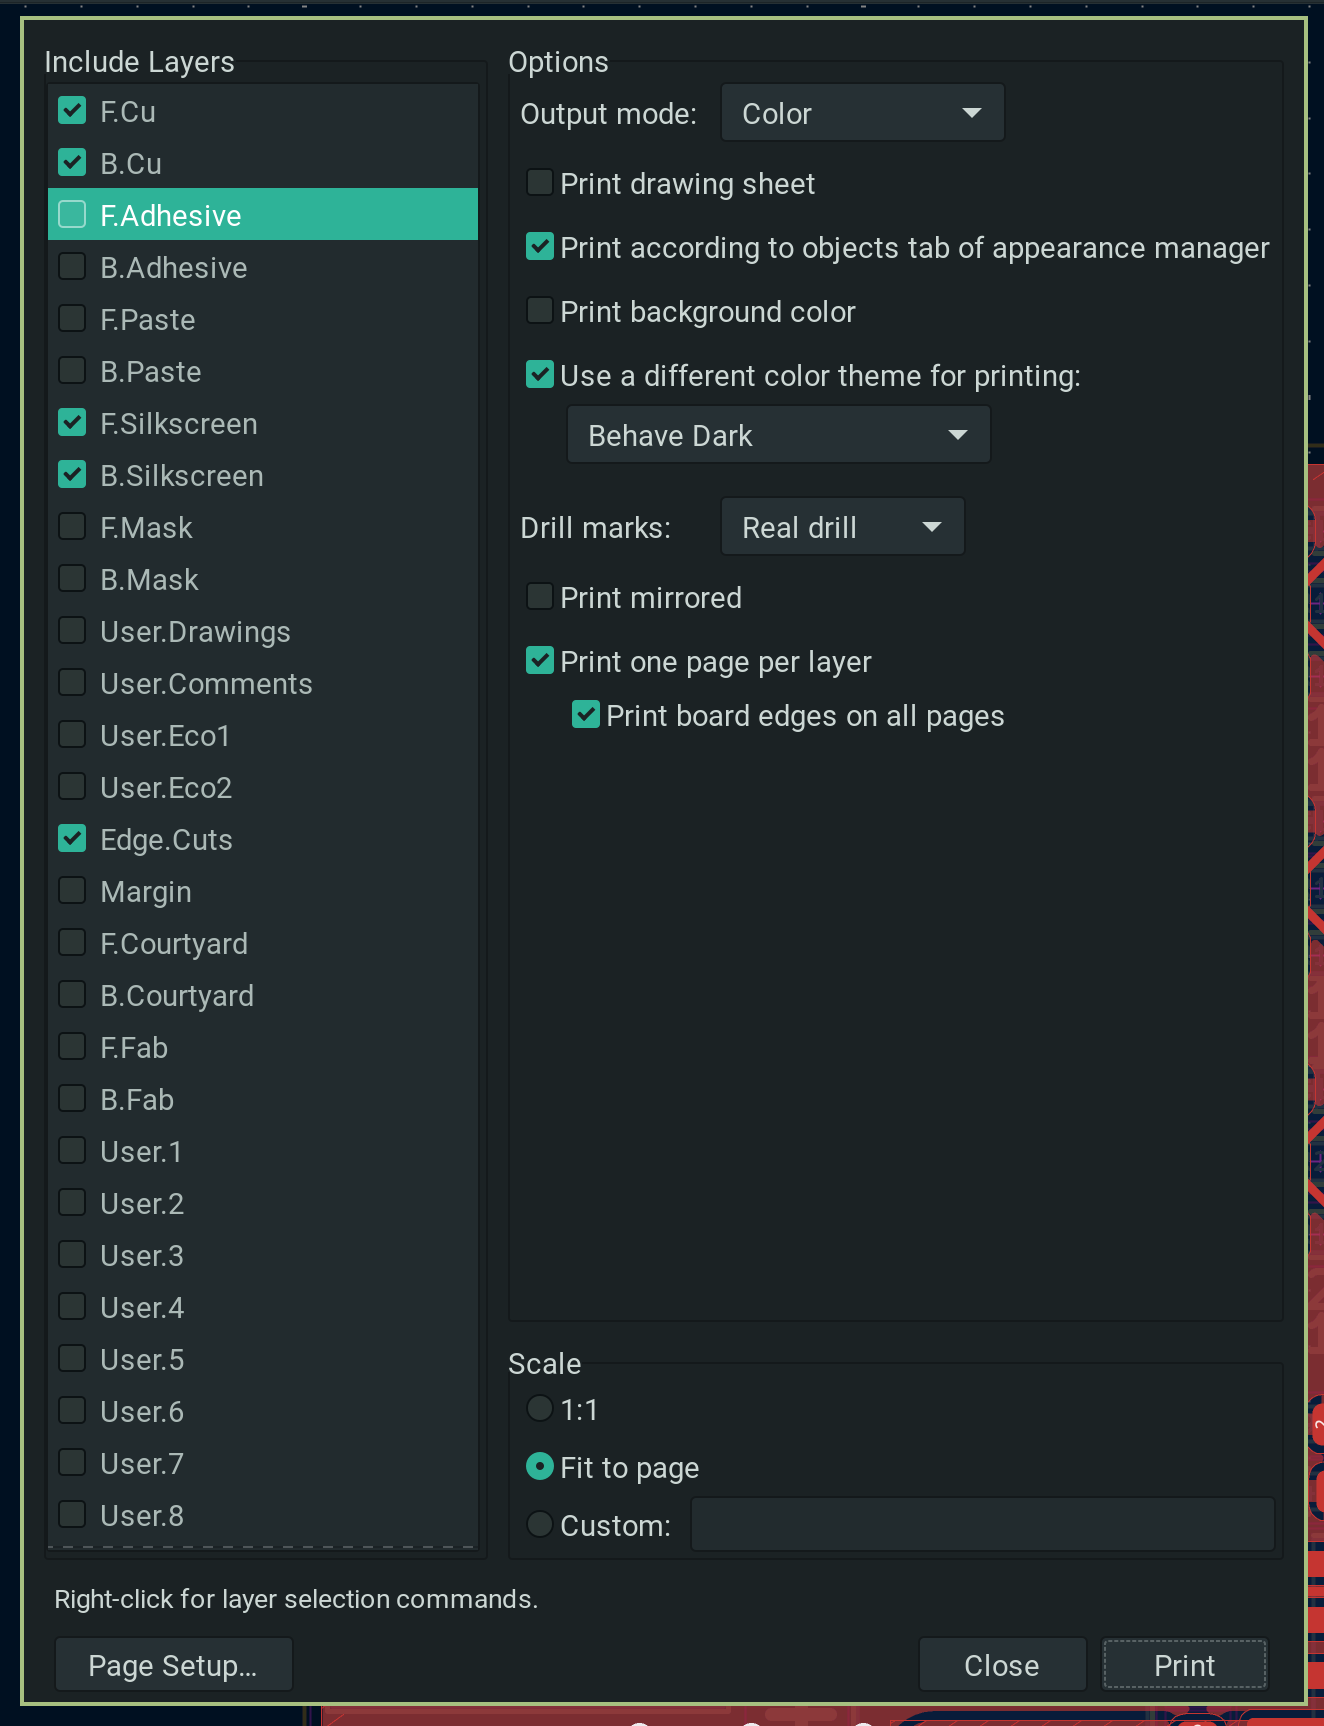 Include Layers
F.Cu
B.Cu
F.Adhesive
B.Adhesive
F.Paste
B.Paste
F.Silkscreen
B.Silkscreen
F.Mask
B.Mask
User.Drawings
User.Comments
User.Eco1
User.Eco2
Edge.Cuts
Margin
F.Courtyard
B.Courtyard
F.Fab
B.Fab
User.1
User.2
User.3
User.4
User.5
User.6
User.7
User.8
Options
Output mode: Color
Print drawing sheet
Print according to objects tab of appearance manager
Print background color
Use a different color theme for printing:
Behave Dark
Drill marks: Real drill
Print mirrored
Print one page per layer
Print board edges on all pages
Scale
1:1
Fit to page
Custom:
Right-click for layer selection commands.
Page Setup... Close Print